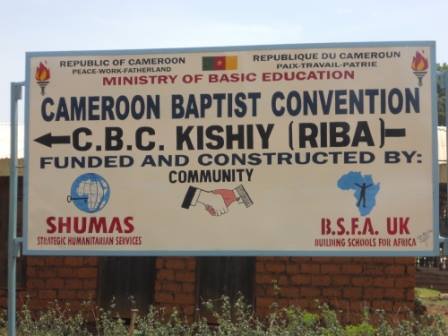 REPUBLIC OF CAMEROON
PEACE-WORK-FATHERLAND
REPUBLIQUE DU CAMEROUN
PAIX-TRAVAIL-PATRIE
MINISTRY OF BASIC EDUCATION
CAMEROON BAPTIST CONVENTION
C.B.C. KISHIY (RIBA)
FUNDED AND CONSTRUCTED BY:
COMMUNITY
SHUMAS
STRATEGIC HUMANITARIAN SERVICES
B.S.F.A. UK
BUILDING SCHOOLS FOR AFRICA